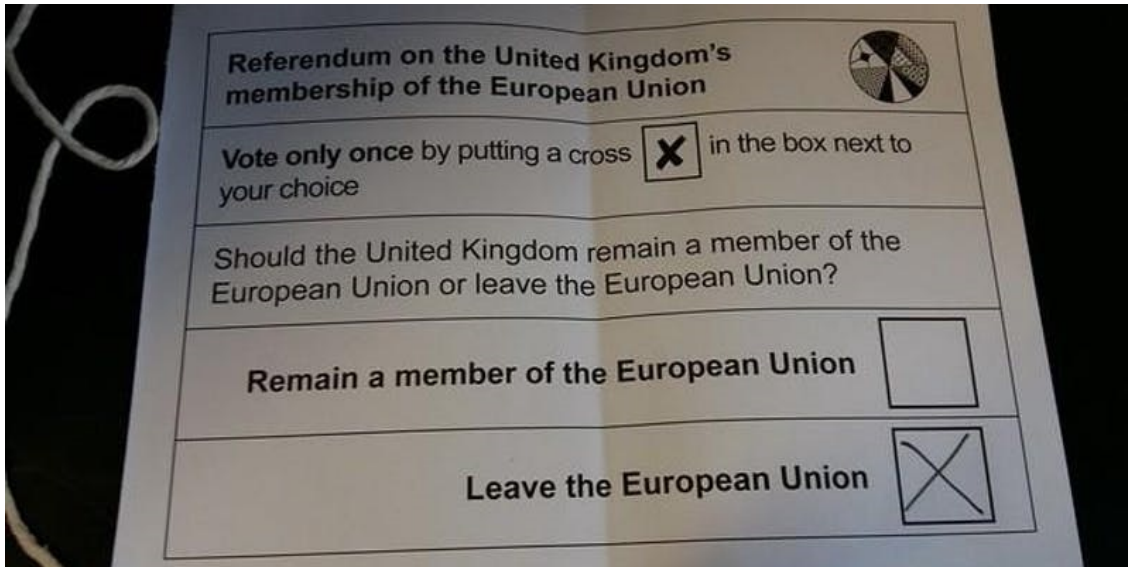 Referendum on the United Kingdom's
membership of the European Union
Vote only once by putting a cross X in the box next to
your choice
Should the United Kingdom remain a member of the
European Union or leave the European Union?
Remain a member of the European Union
Leave the European Union X